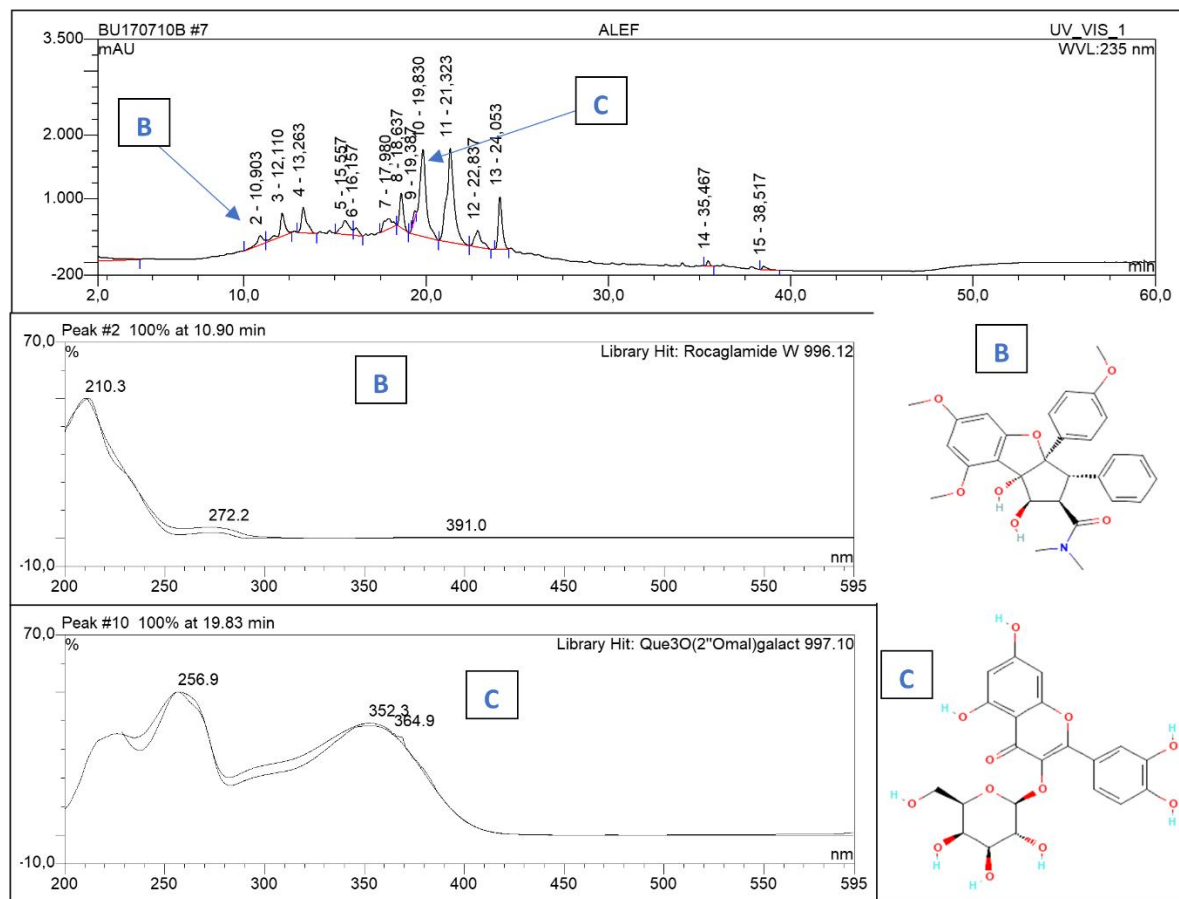 BU170710B #7 ALEF UV_VIS_1
3.500
mAU
WVL:235 nm
B
C
2 - 10,903
3 - 12,110
4 - 13,263
5 - 15,557
6 - 16,157
7 - 17,980
8 - 18,637
9 - 19,387
10 - 19,830
11 - 21,323
12 - 22,837
13 - 24,053
14 - 35,467
15 - 38,517
2.000
1.000
-200
min
2,0 10,0 20,0 30,0 40,0 50,0 60,0
Peak #2 100% at 10.90 min
70,0
%
Library Hit: Rocaglamide W 996.12
B
210.3
272.2
391.0
-10,0
nm
200 250 300 350 400 450 500 550 595
B
O
O
O
O
O
H
O
H
O
N
O
Peak #10 100% at 19.83 min
70,0
%
Library Hit: Que3O(2"Omal)galact 997.10
C
256.9
352.3
364.9
-10,0
nm
200 250 300 350 400 450 500 550 595
C
H
O
H
O
O
O
O
H
O
H
O
H
O
H
O
O
H
O
H
O
H